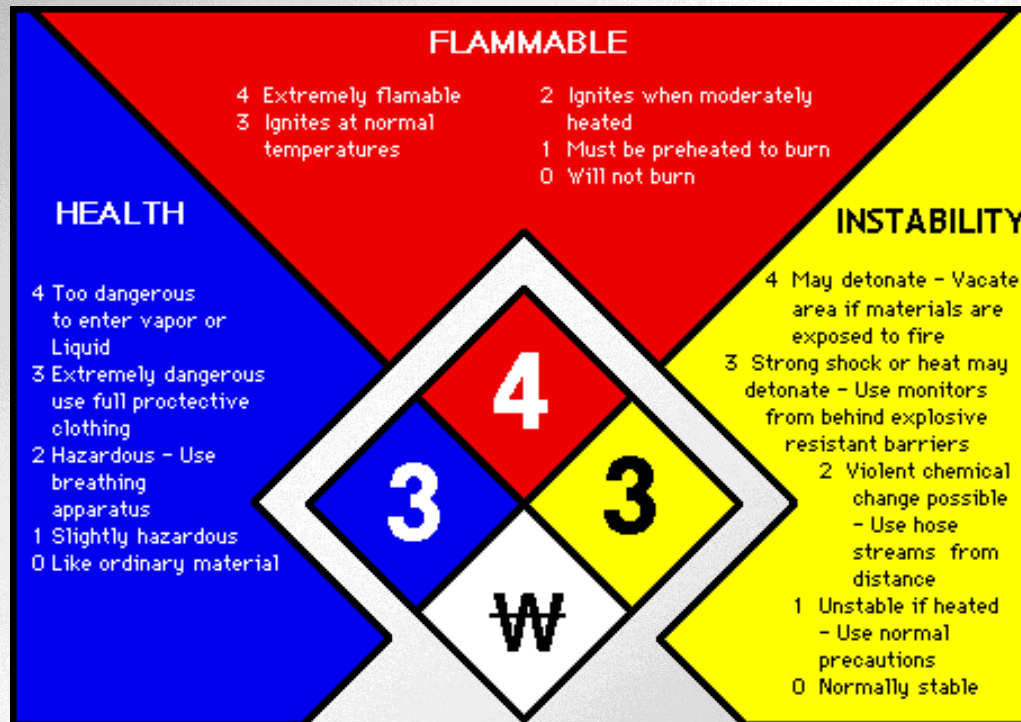 FLAMMABLE
4 Extremely flamable
3 Ignites at normal
temperatures
2 Ignites when moderately
heated
1 Must be preheated to burn
0 Will not burn
HEALTH
4 Too dangerous
to enter vapor or
Liquid
3 Extremely dangerous
use full proctective
clothing
2 Hazardous - Use
breathing
apparatus
1 Slightly hazardous
0 Like ordinary material
INSTABILITY
4 May detonate - Vacate
area if materials are
exposed to fire
3 Strong shock or heat may
detonate - Use monitors
from behind explosive
resistant barriers
2 Violent chemical
change possible
- Use hose
streams from
distance
1 Unstable if heated
- Use normal
precautions
0 Normally stable
4
3
3
W